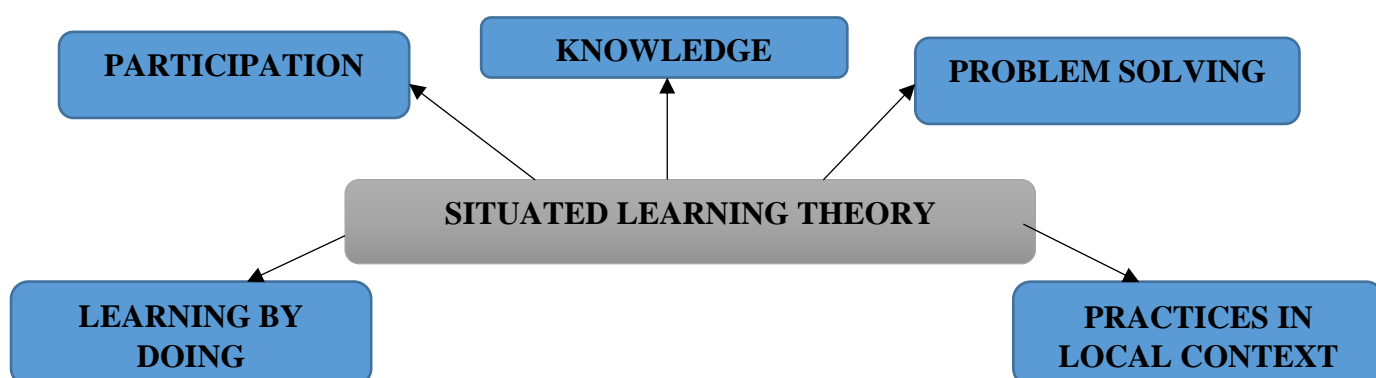 PARTICIPATION
KNOWLEDGE
PROBLEM SOLVING
SITUATED LEARNING THEORY
LEARNING BY
DOING
PRACTICES IN
LOCAL CONTEXT